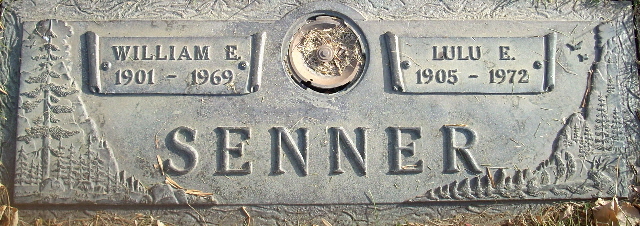 WILLIAM E.
1901 - 1969
LULU E.
1905 - 1972
SENNER